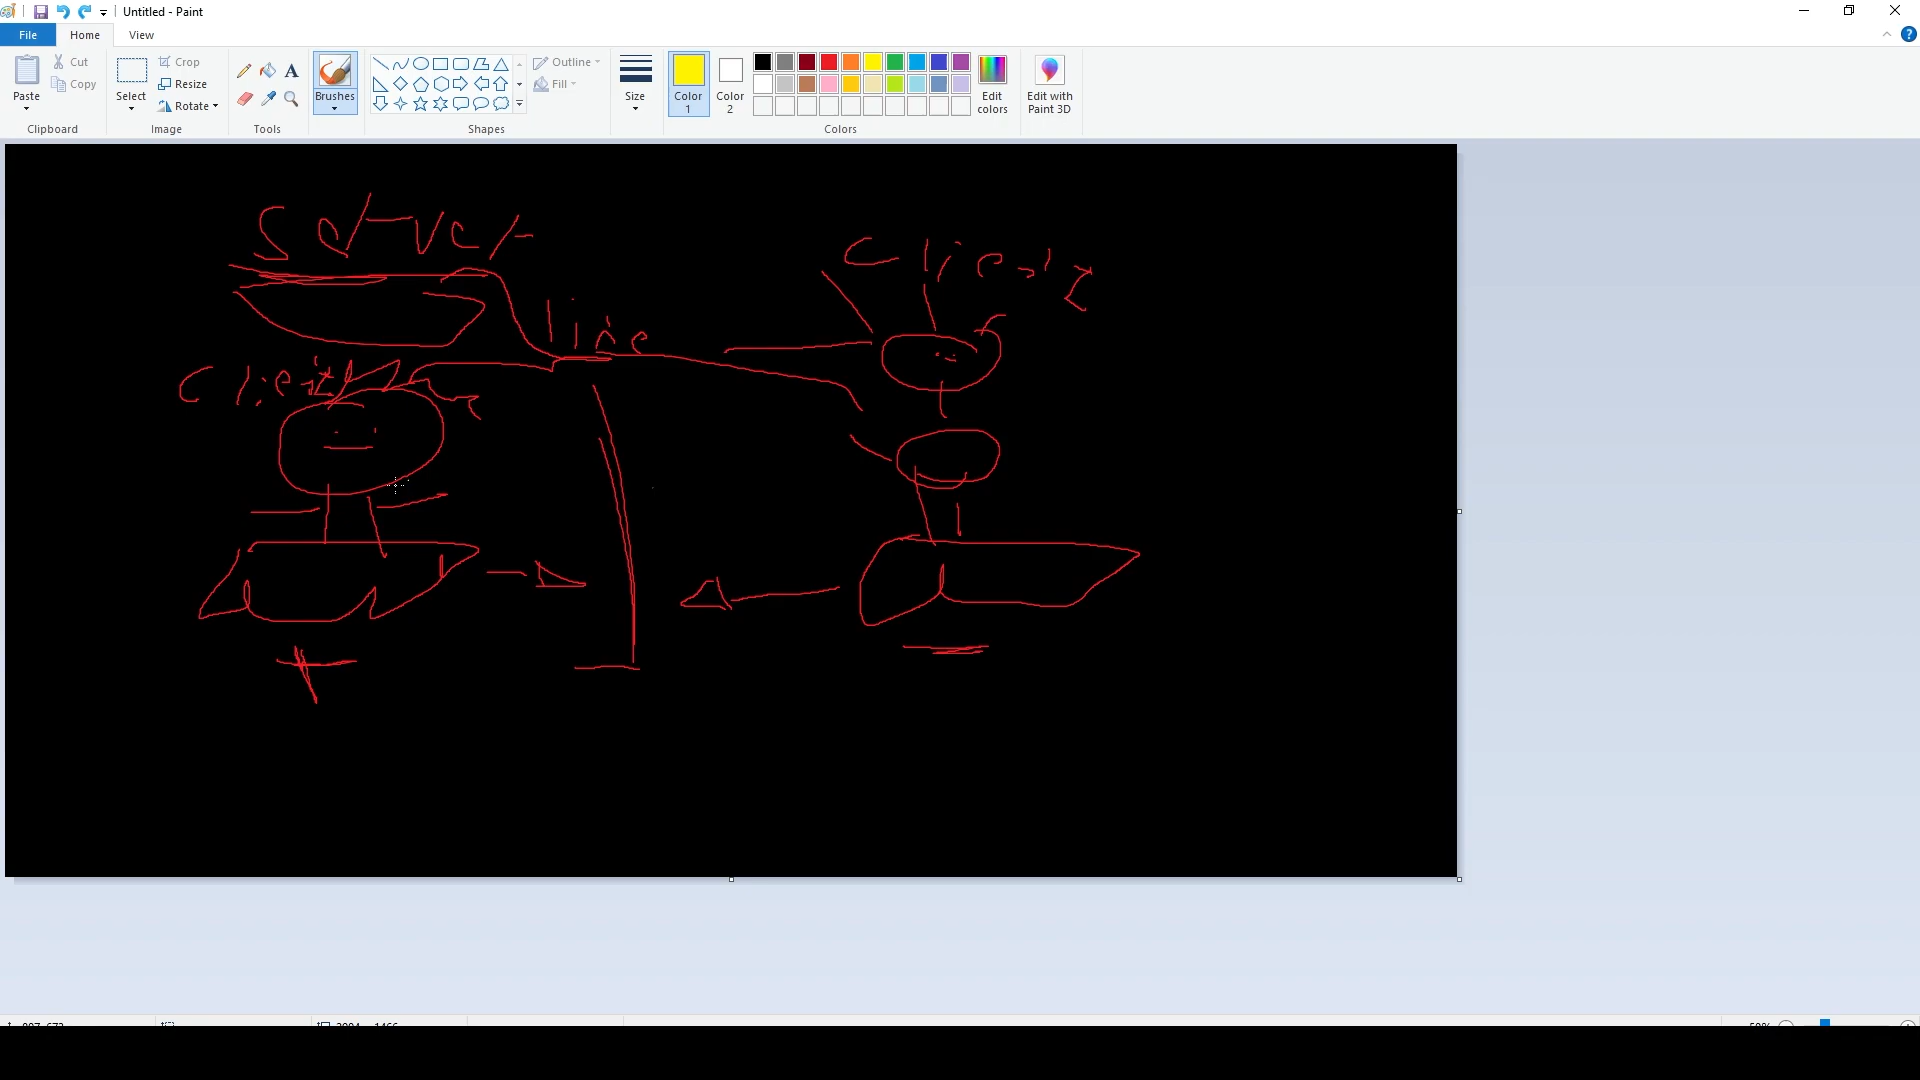 Untitled - Paint
File Home View
Paste
Cut
Copy
Clipboard
Select
Crop
Resize
Rotate
Image
Tools
Brushes
Outline
Fill
Shapes
Size
Color 1
Color 2
Edit colors
Colors
Edit with Paint 3D
Server
Client 2
line
Client